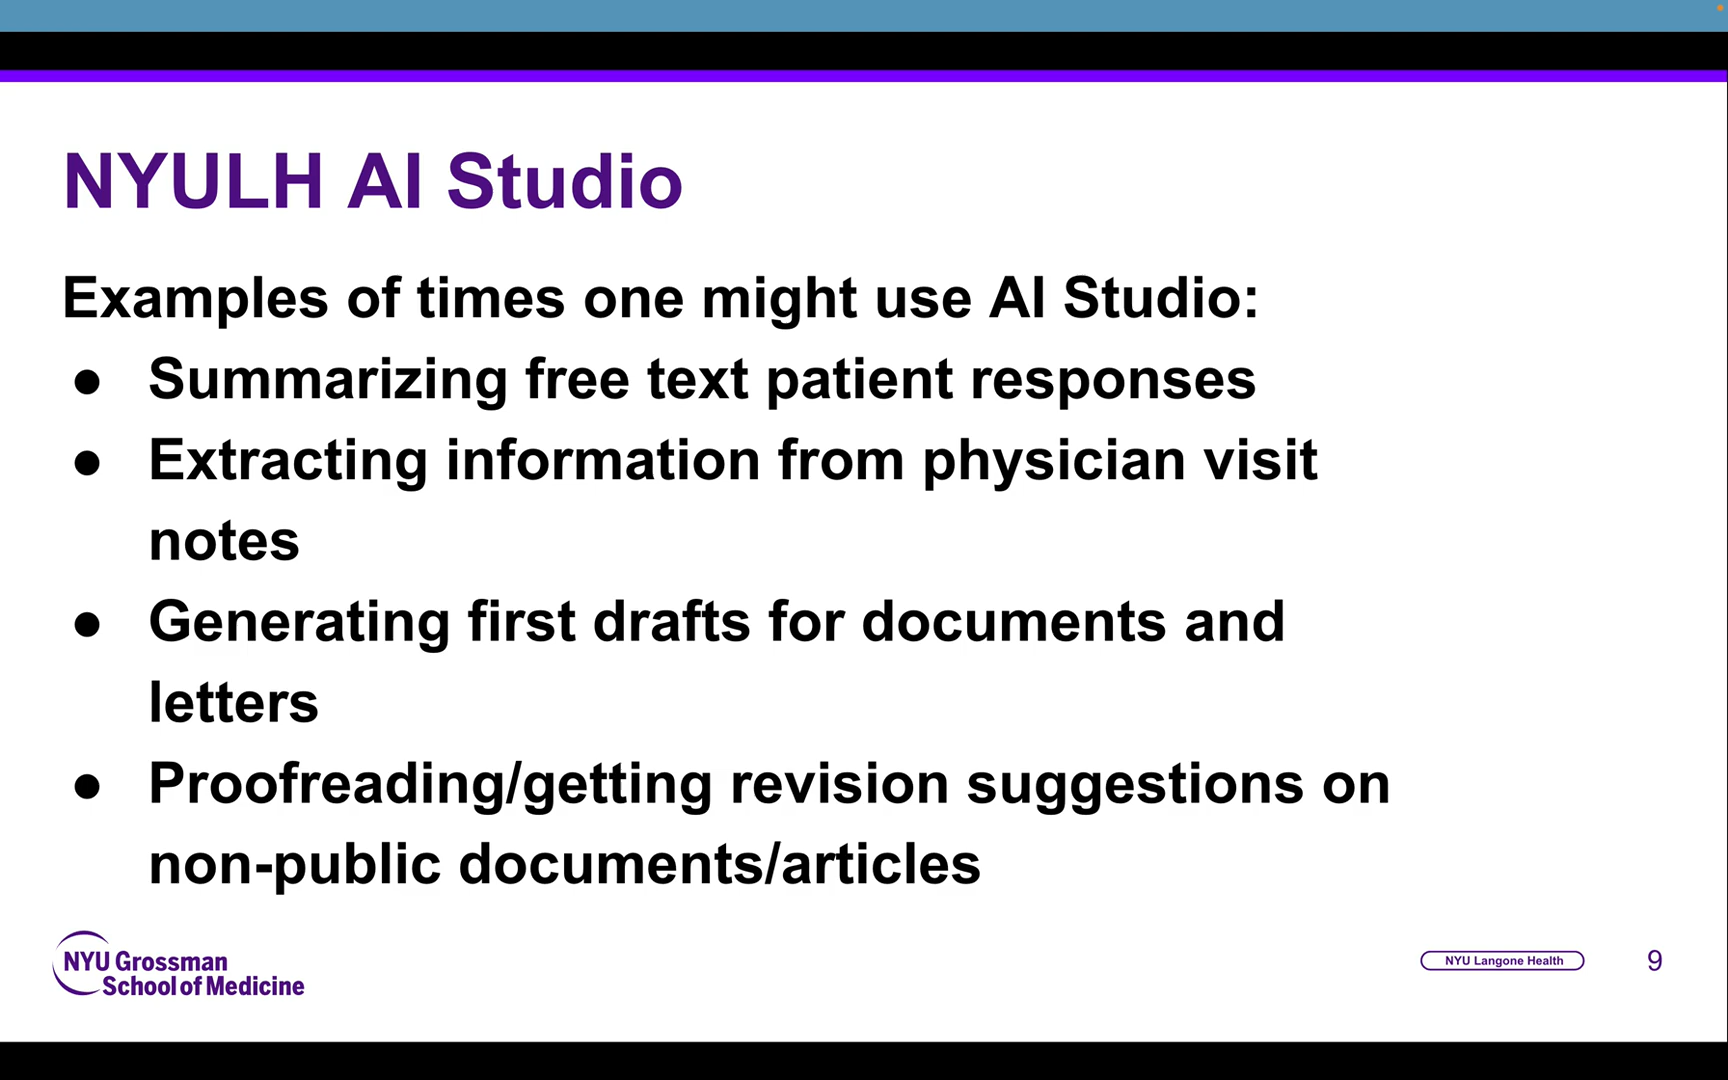 NYULH AI Studio
Examples of times one might use AI Studio:
● Summarizing free text patient responses
● Extracting information from physician visit
notes
● Generating first drafts for documents and
letters
● Proofreading/getting revision suggestions on
non-public documents/articles
NYU Grossman
School of Medicine
NYU Langone Health
9